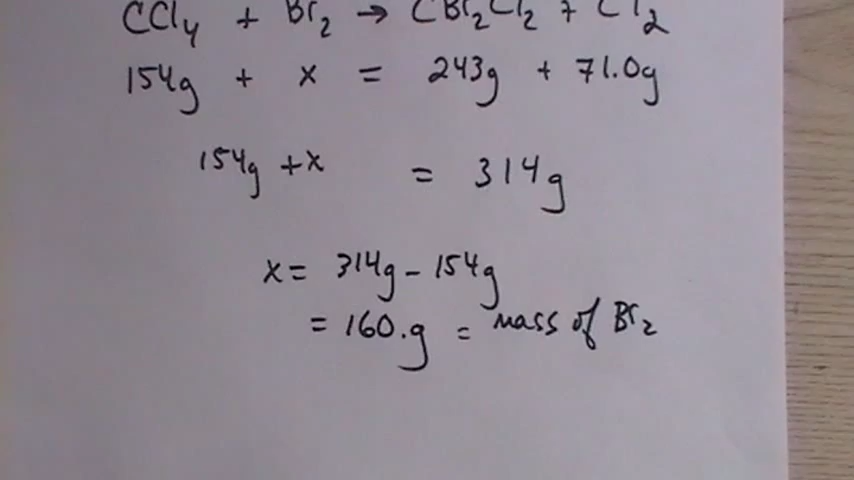 CCl₄ + Br₂ → CBr₂Cl₂ + Cl₂
154g + x = 243g + 71.0g
154g + x = 314g
x = 314g - 154g
= 160.g = mass of Br₂